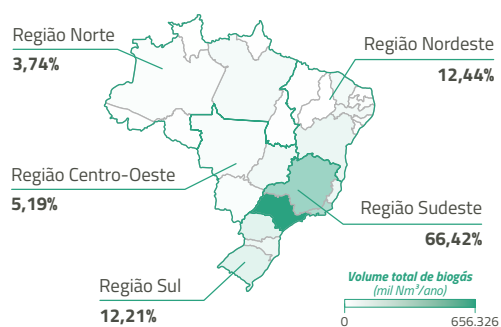 Região Norte
3,74%
Região Nordeste
12,44%
Região Centro-Oeste
5,19%
Região Sudeste
66,42%
Região Sul
12,21%
Volume total de biogás
(mil Nm³/ano)
0 656.326